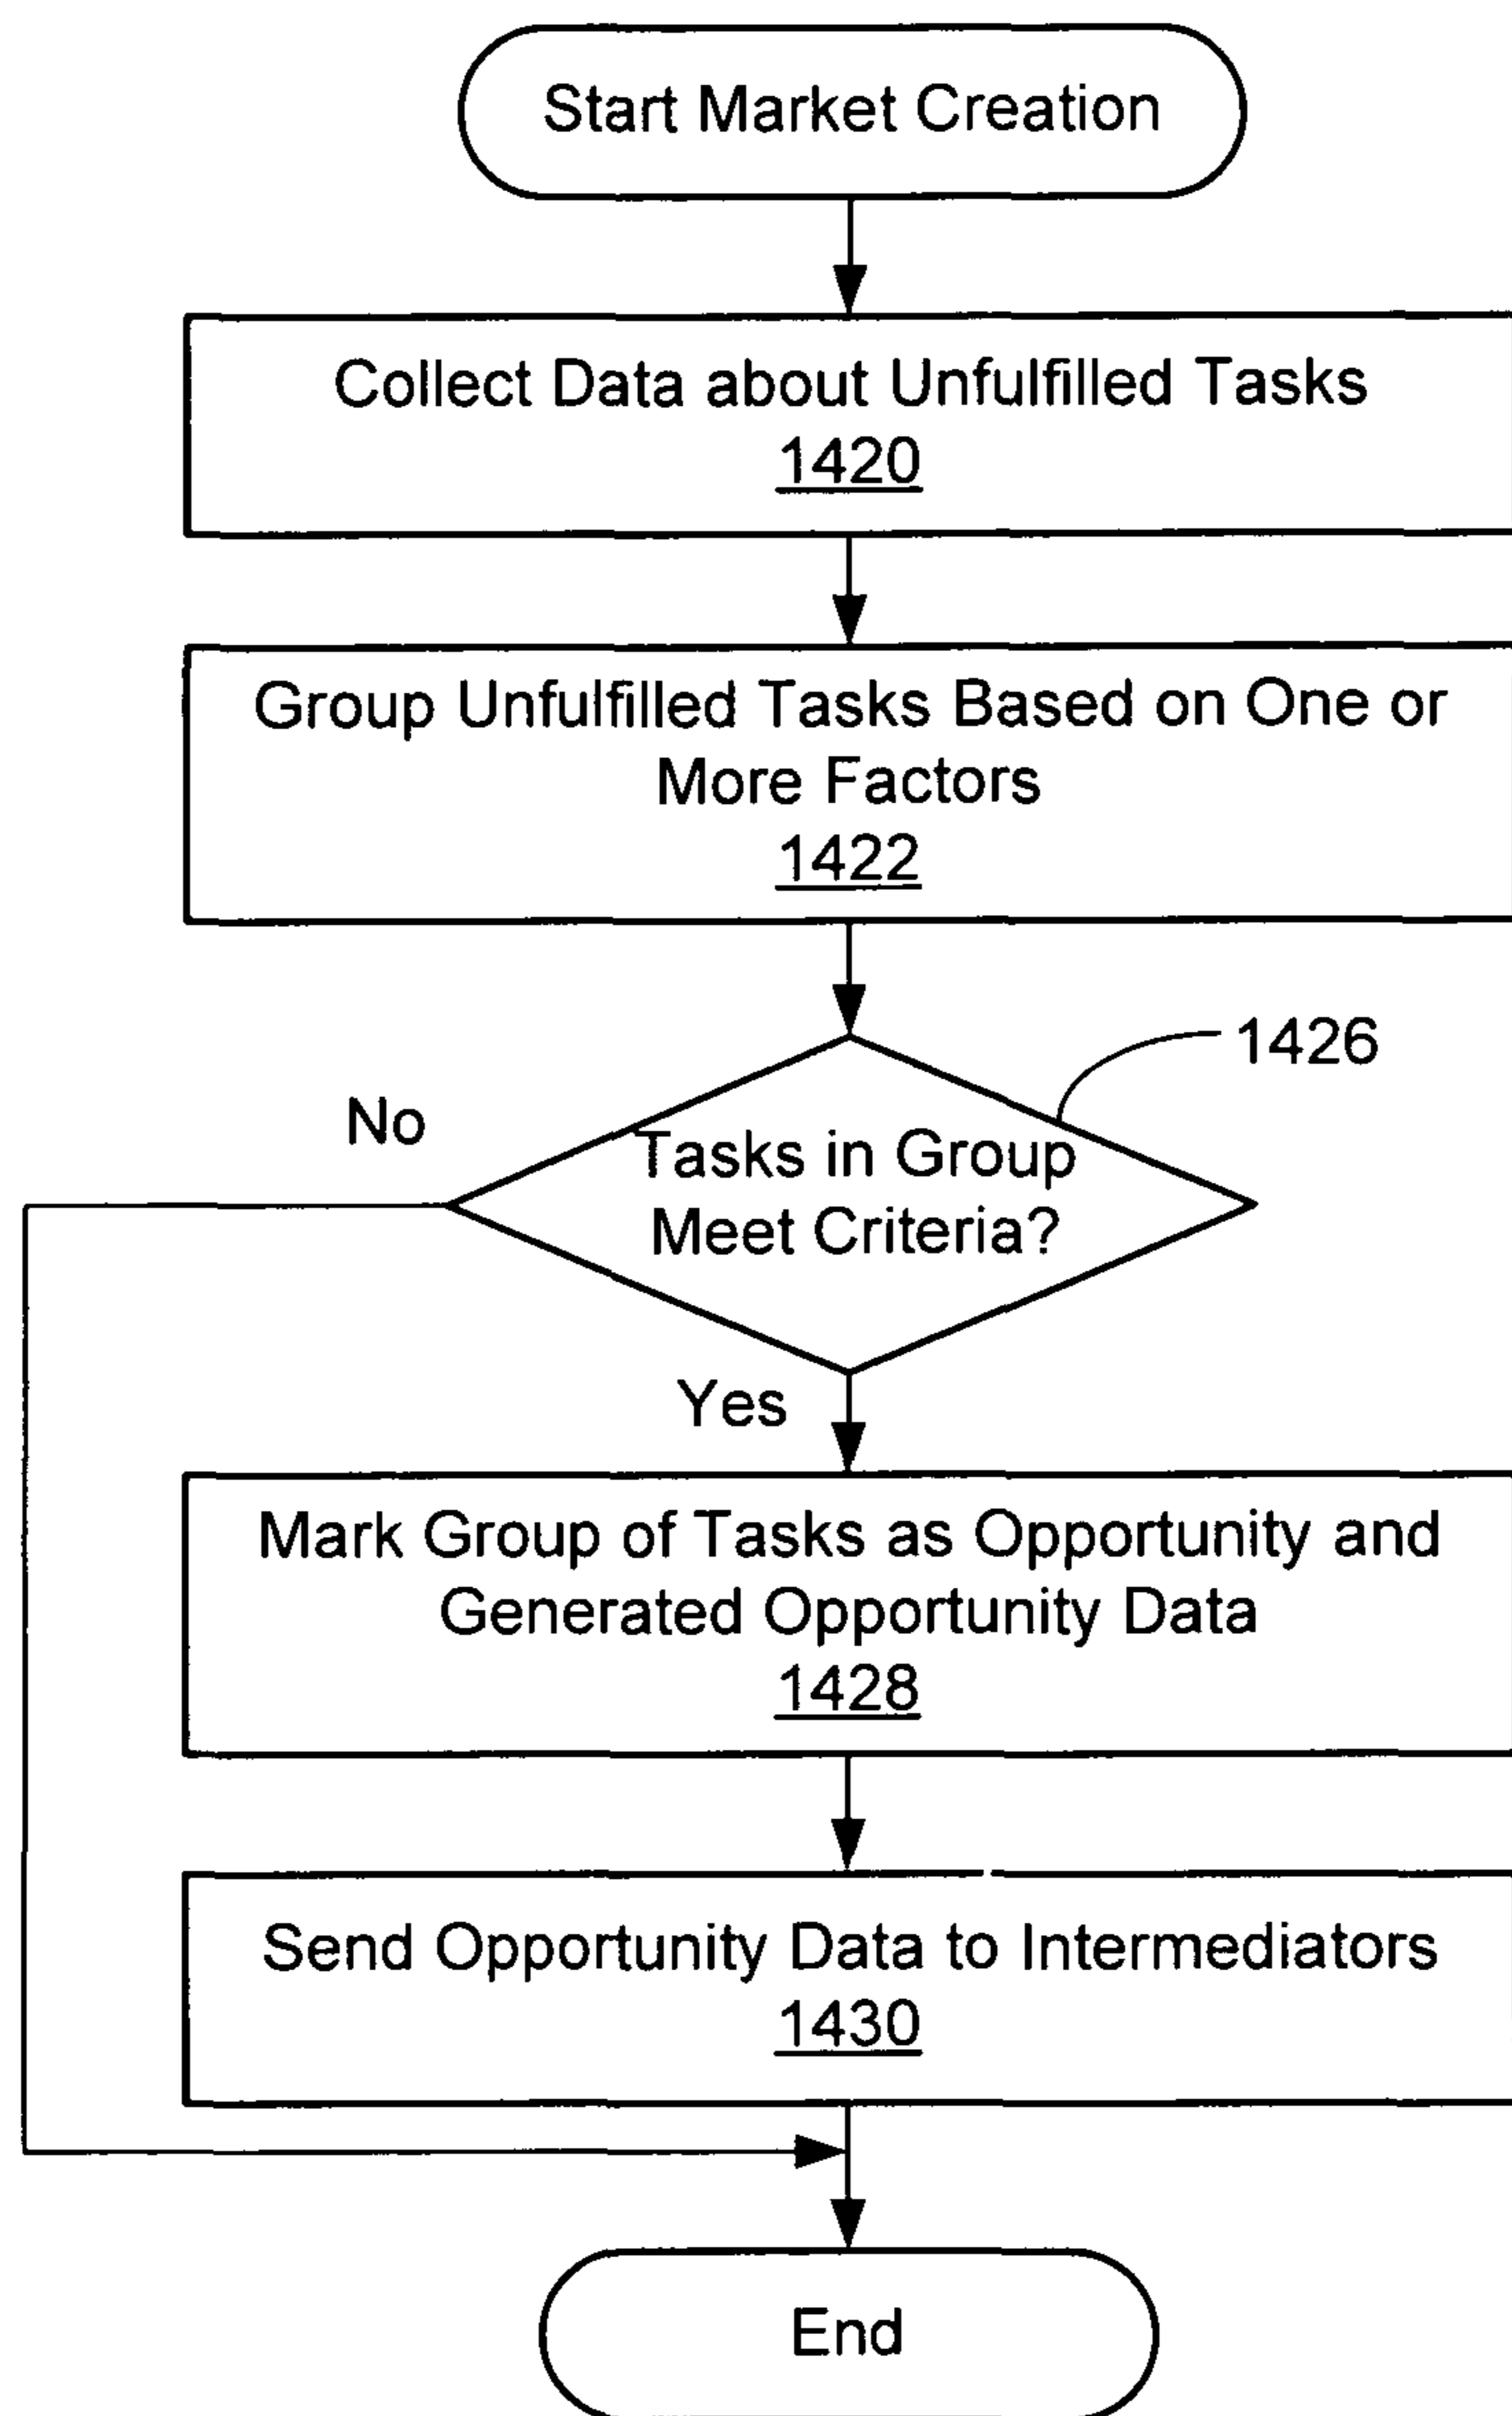 Start Market Creation
Collect Data about Unfulfilled Tasks
1420
Group Unfulfilled Tasks Based on One or
More Factors
1422
1426
No
Tasks in Group
Meet Criteria?
Yes
Mark Group of Tasks as Opportunity and
Generated Opportunity Data
1428
Send Opportunity Data to Intermediators
1430
End